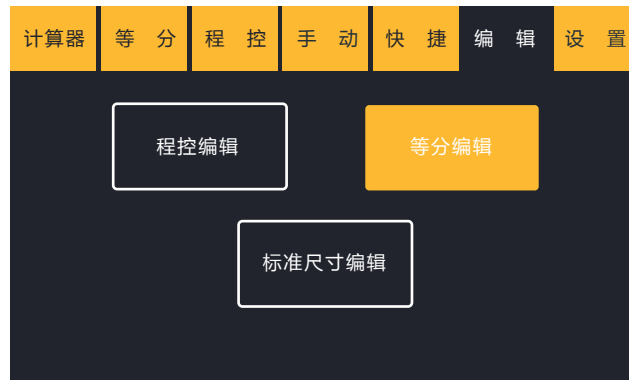 计算器 等 分 程 控 手 动 快 捷 编 辑 设 置
程控编辑 等分编辑
标准尺寸编辑